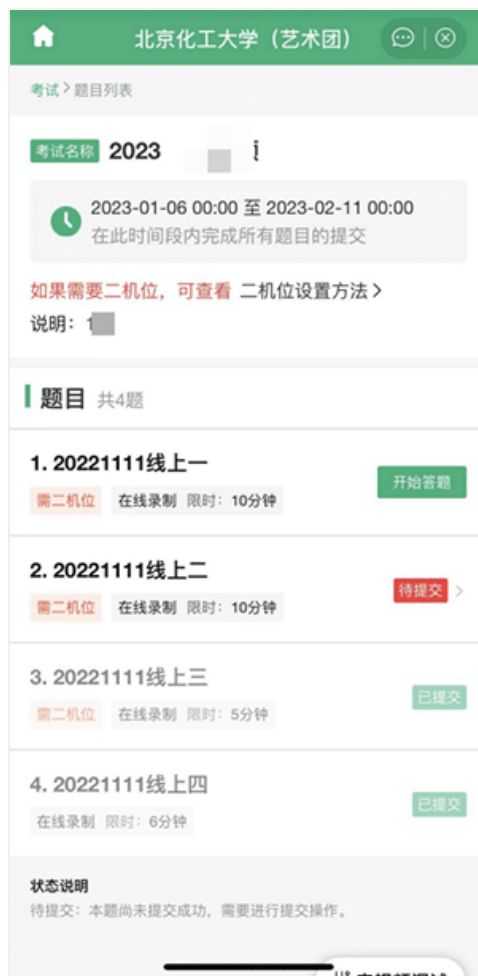 北京化工大学（艺术团）
考试>题目列表
考试名称 2023
2023-01-06 00:00 至 2023-02-11 00:00
在此时间段内完成所有题目的提交
如果需要二机位，可查看 二机位设置方法>
说明：
题目 共4题
1. 20221111线上一
开始答题
需二机位 在线录制 限时：10分钟
2. 20221111线上二
待提交 >
需二机位 在线录制 限时：10分钟
3. 20221111线上三
已提交
需二机位 在线录制 限时：5分钟
4. 20221111线上四
已提交
在线录制 限时：6分钟
状态说明
待提交：本题尚未提交成功，需要进行提交操作。